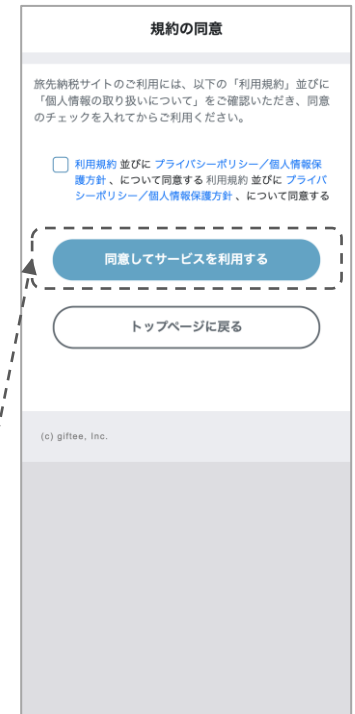 規約の同意
旅先納税サイトのご利用には、以下の「利用規約」並びに
「個人情報の取り扱いについて」をご確認いただき、同意
のチェックを入れてからご利用ください。
利用規約 並びに プライバシーポリシー／個人情報保
護方針 、について同意する 利用規約 並びに プライバ
シーポリシー／個人情報保護方針 、について同意する
同意してサービスを利用する
トップページに戻る
(c) giftee, Inc.